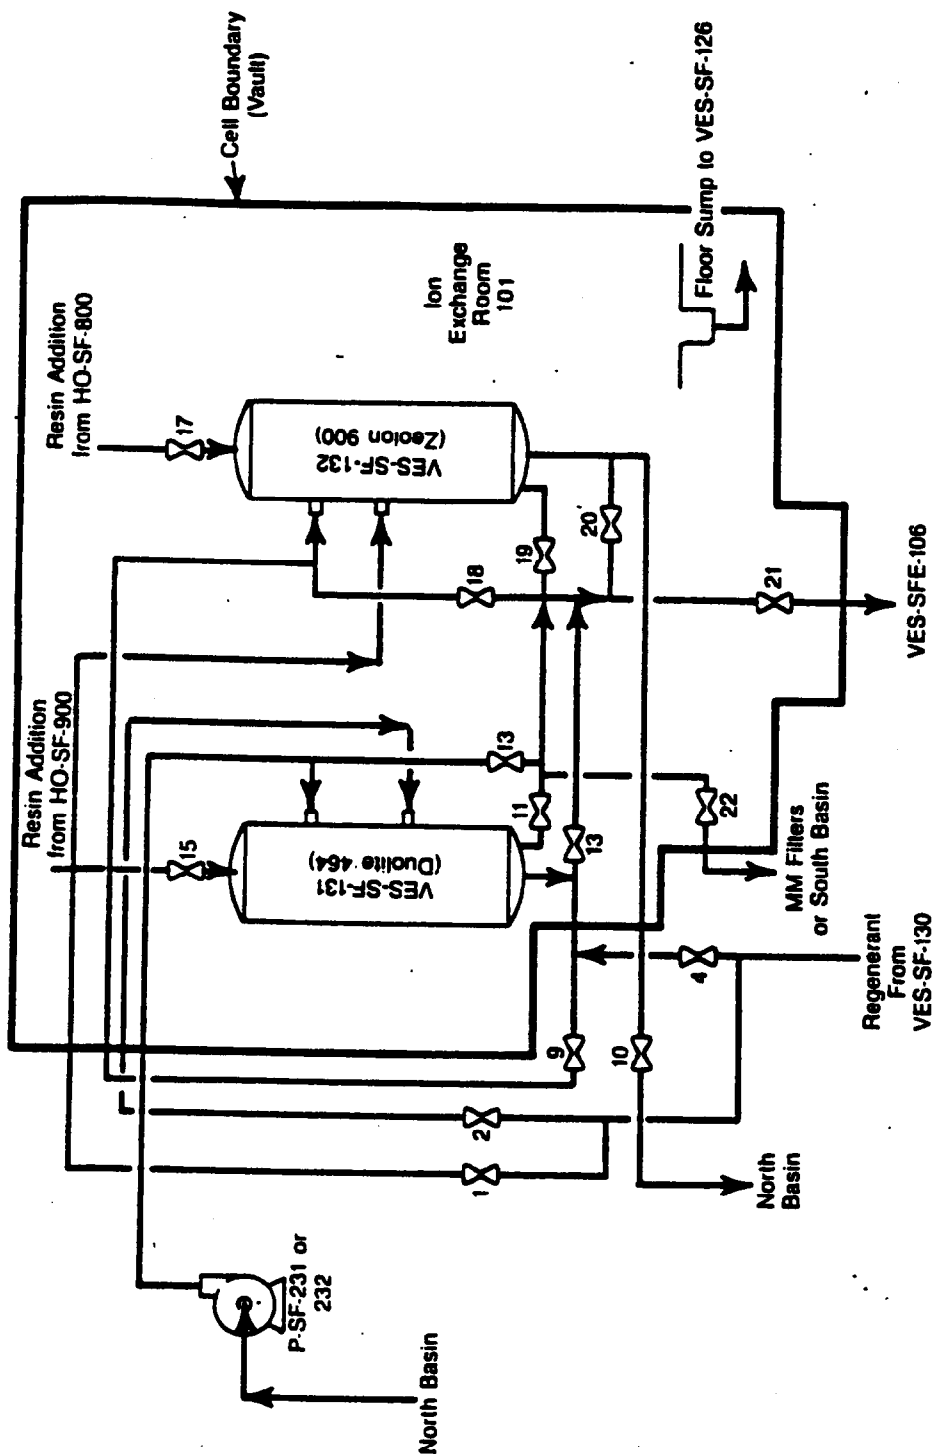 Cell Boundary
(Vault)
Resin Addition
from HO-SF-800
17
Ion
Exchange
Room
101
Floor Sump to VES-SF-126
VES-SF-132
(Zeolon 900)
20
19
18
21
VES-SFE-106
Resin Addition
from HO-SF-900
15
VES-SF-131
(Duolite 464)
13
11
13
22
MM Filters
or South Basin
4
Regenerant
From
VES-SF-130
9
10
2
1
North
Basin
P-SF-231 or
232
North Basin